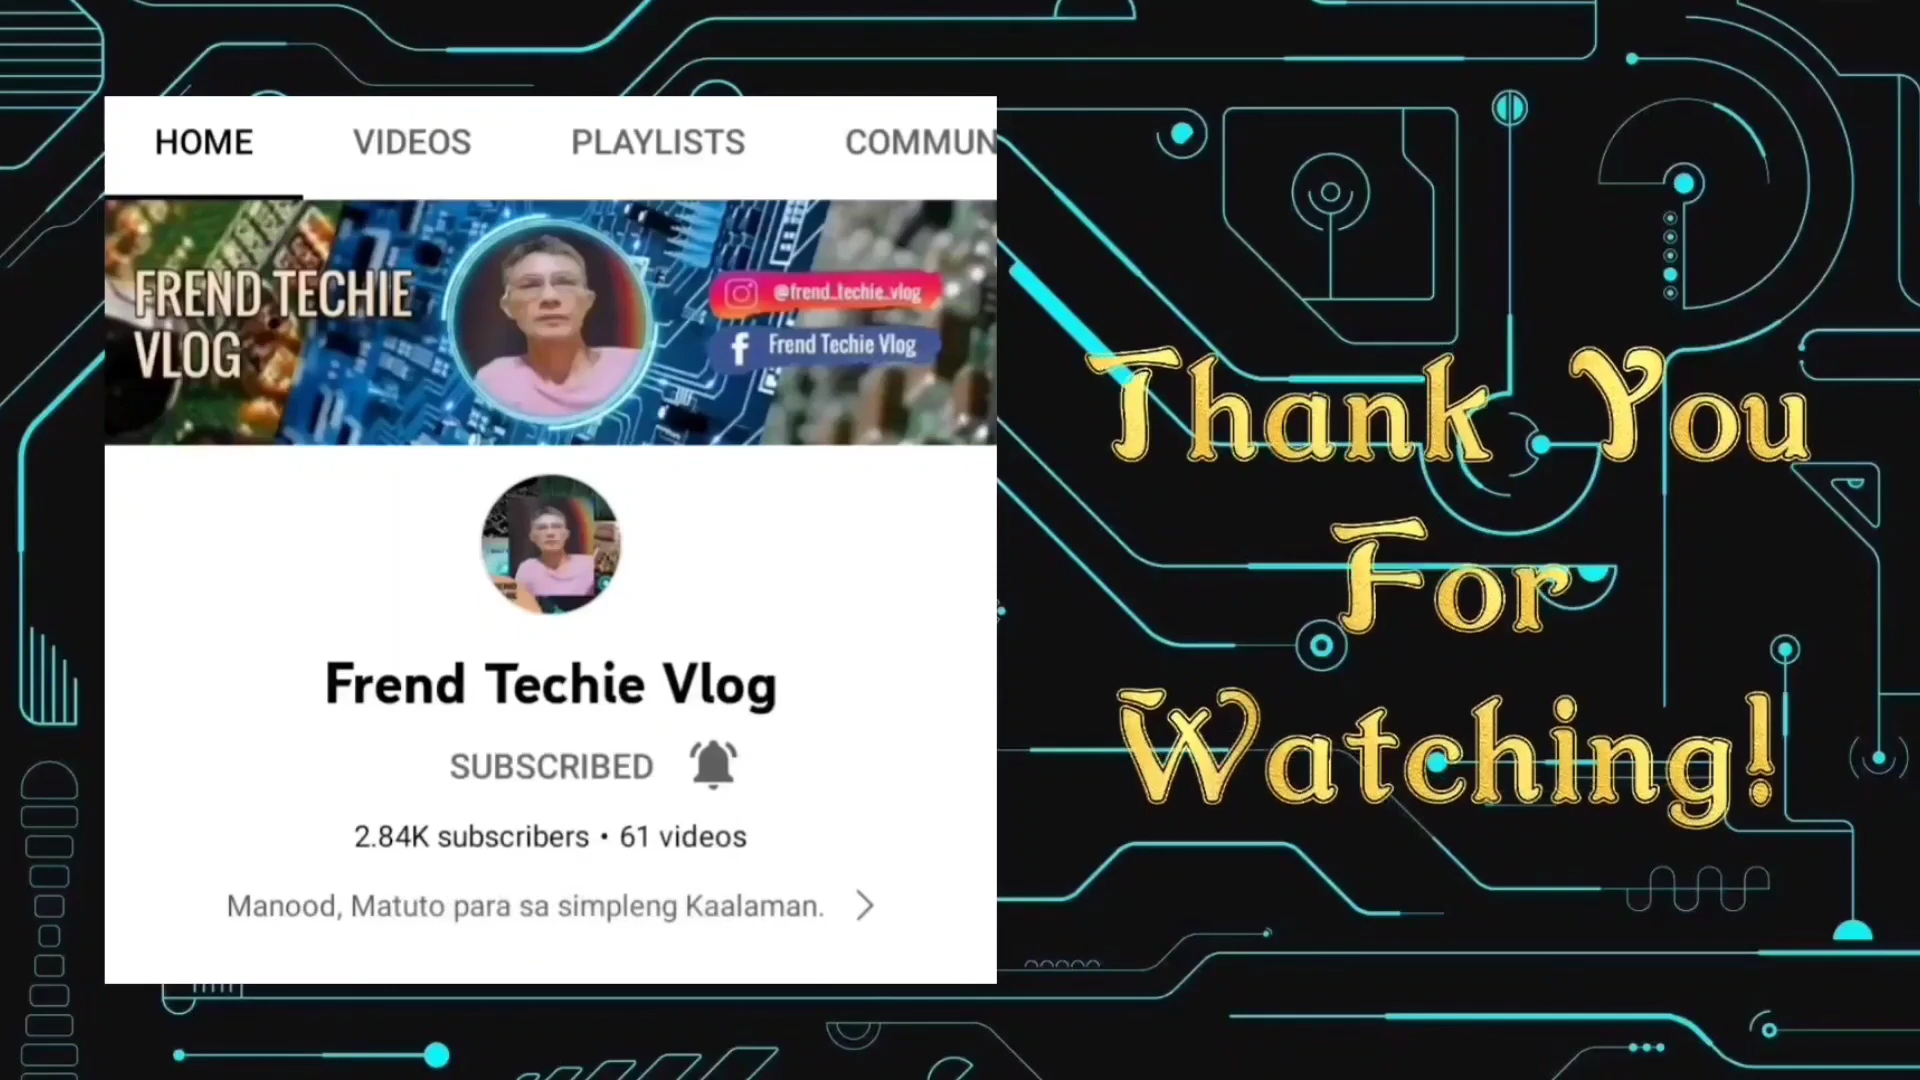 HOME VIDEOS PLAYLISTS COMMUN
FREND TECHIE
VLOG
@frend_techie_vlog
Frend Techie Vlog
Frend Techie Vlog
SUBSCRIBED
2.84K subscribers • 61 videos
Manood, Matuto para sa simpleng Kaalaman.
Thank You
For
Watching!